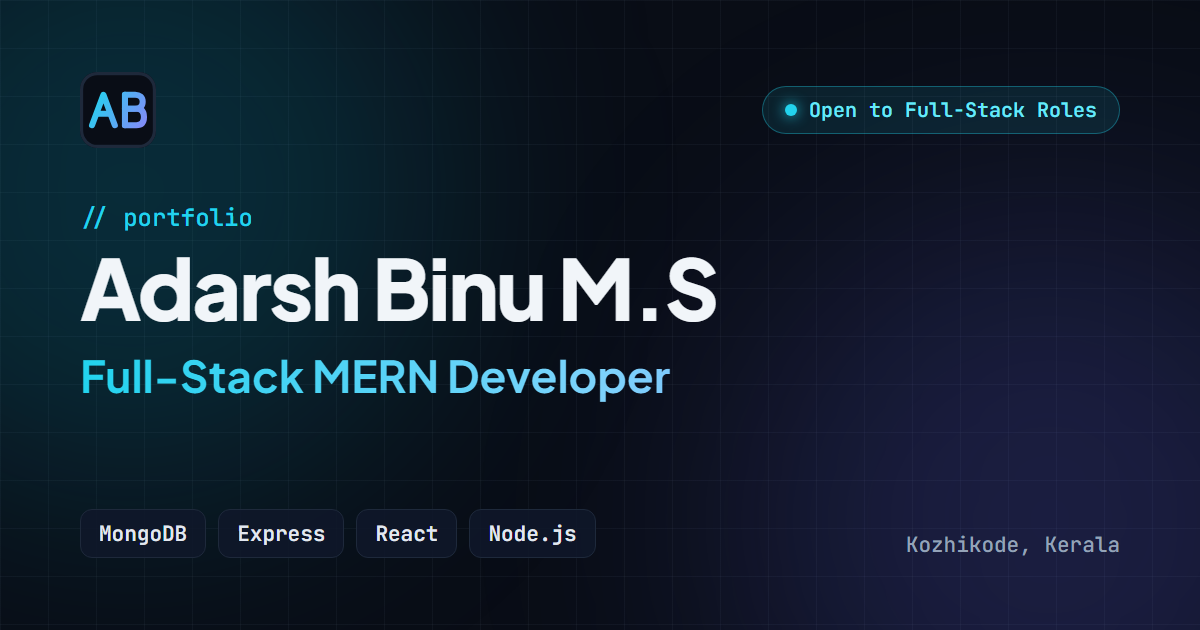 AB
Open to Full-Stack Roles
// portfolio
Adarsh Binu M.S
Full-Stack MERN Developer
MongoDB Express React Node.js
Kozhikode, Kerala